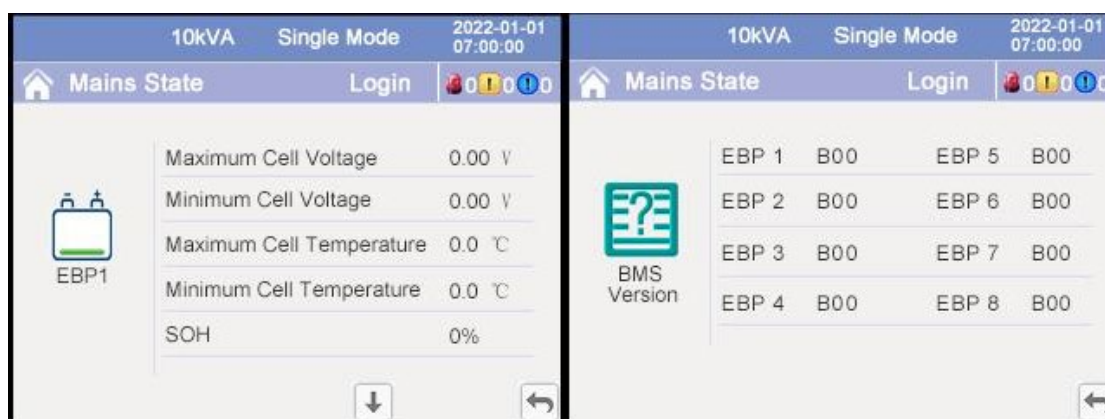 10kVA Single Mode 2022-01-01
07:00:00
Mains State Login 0 0 0
Maximum Cell Voltage 0.00 V
Minimum Cell Voltage 0.00 V
Maximum Cell Temperature 0.0 ℃
Minimum Cell Temperature 0.0 ℃
SOH 0%
EBP1
10kVA Single Mode 2022-01-01
07:00:00
Mains State Login 0 0 0
EBP 1 B00 EBP 5 B00
EBP 2 B00 EBP 6 B00
EBP 3 B00 EBP 7 B00
EBP 4 B00 EBP 8 B00
BMS
Version